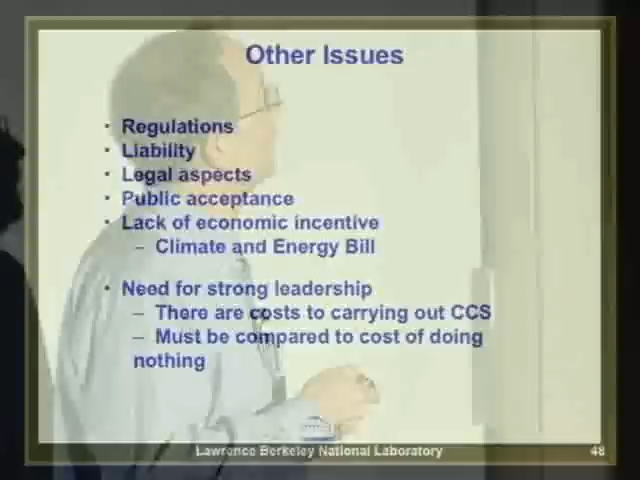 Other Issues
· Regulations
· Liability
· Legal aspects
· Public acceptance
· Lack of economic incentive
– Climate and Energy Bill
· Need for strong leadership
– There are costs to carrying out CCS
– Must be compared to cost of doing
nothing
Lawrence Berkeley National Laboratory
48